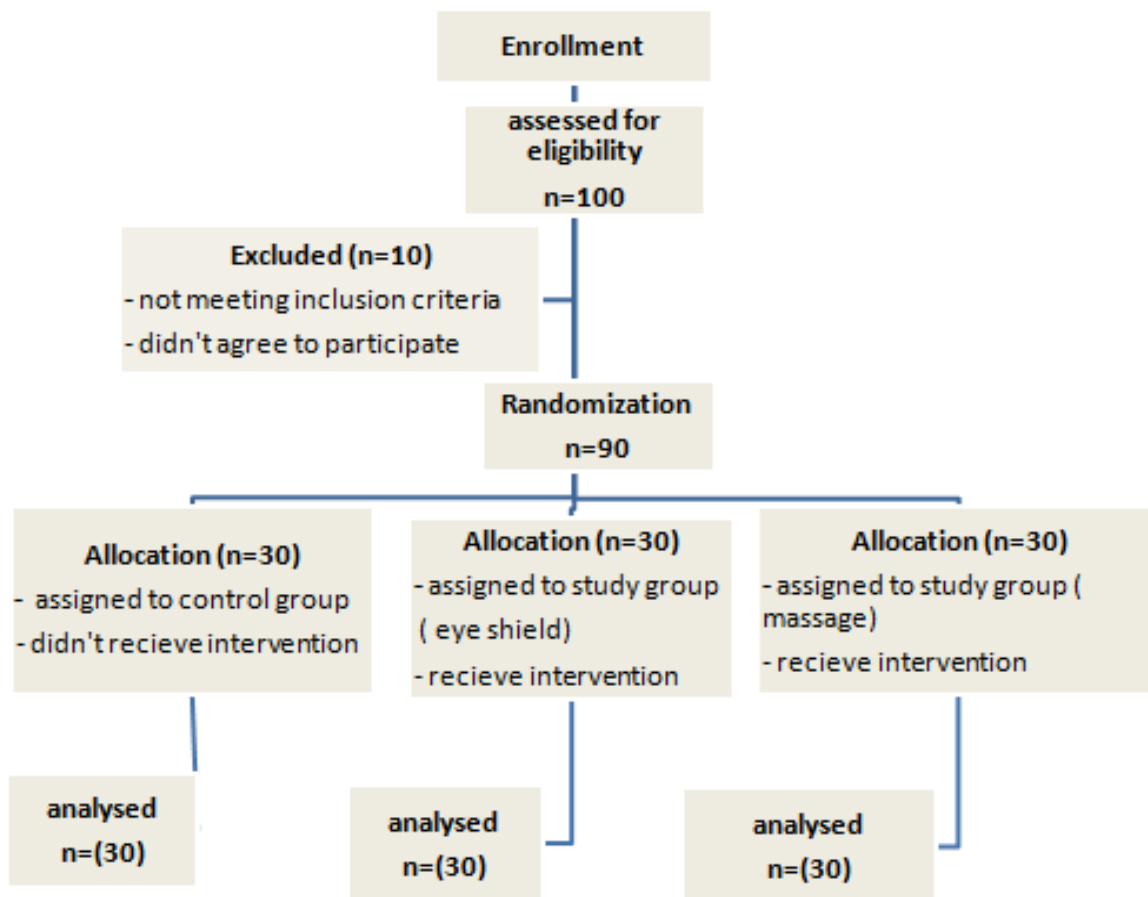 Enrollment
assessed for
eligibility
n=100
Excluded (n=10)
- not meeting inclusion criteria
- didn't agree to participate
Randomization
n=90
Allocation (n=30)
- assigned to control group
- didn't recieve intervention
Allocation (n=30)
- assigned to study group
( eye shield)
- recieve intervention
Allocation (n=30)
- assigned to study group (
massage)
- recieve intervention
analysed
n=(30)
analysed
n=(30)
analysed
n=(30)